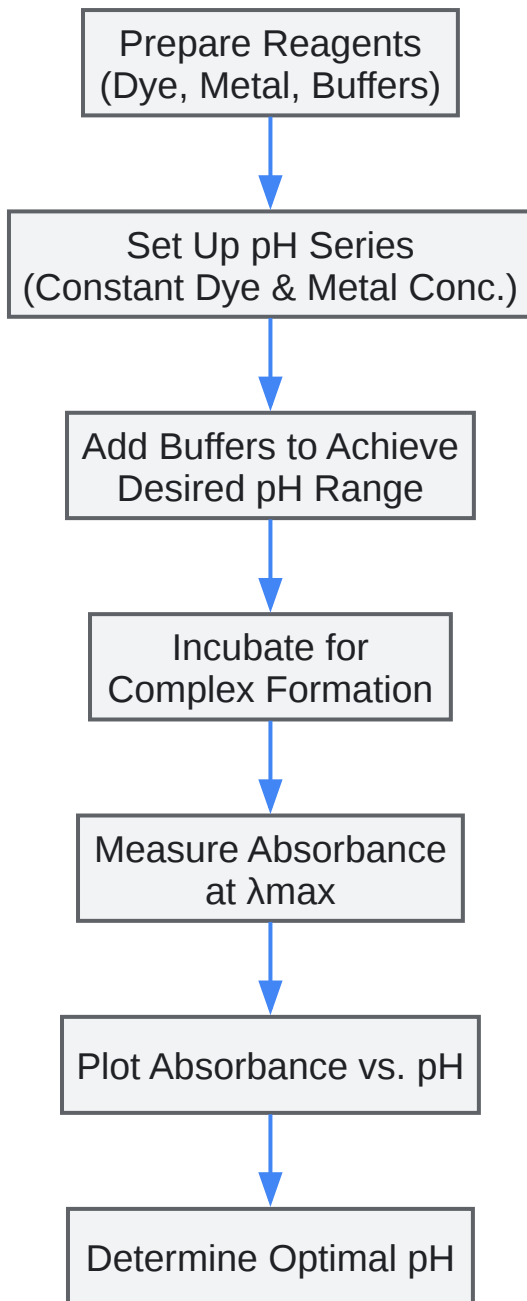 Prepare Reagents
(Dye, Metal, Buffers)
Set Up pH Series
(Constant Dye & Metal Conc.)
Add Buffers to Achieve
Desired pH Range
Incubate for
Complex Formation
Measure Absorbance
at λmax
Plot Absorbance vs. pH
Determine Optimal pH